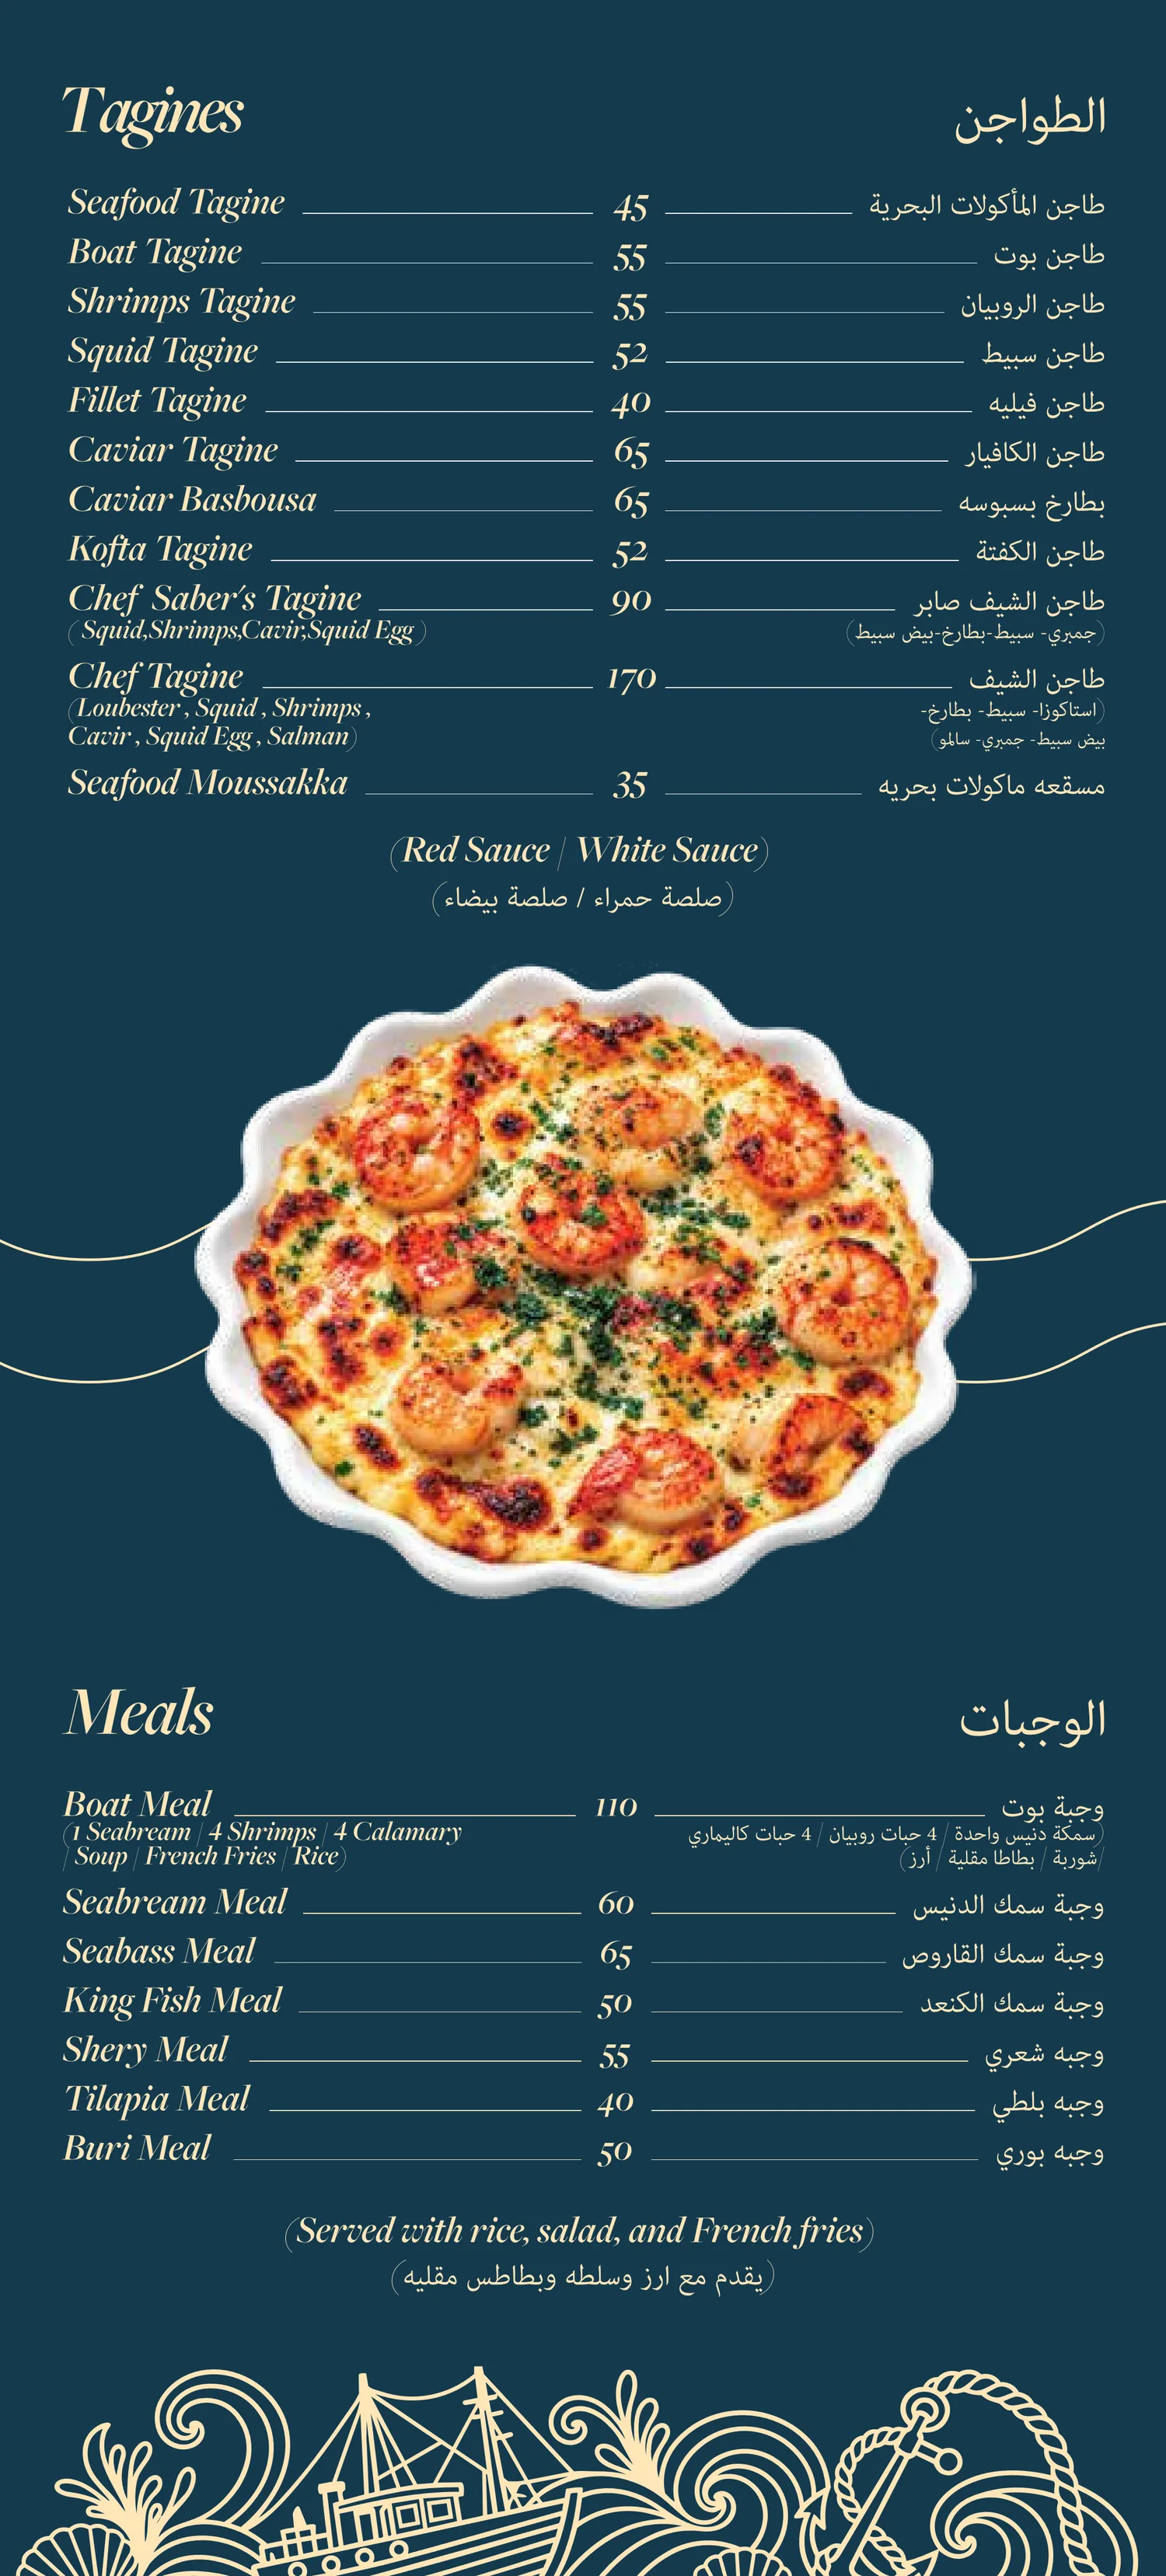 Tagines الطواجن
Seafood Tagine 45 طاجن المأكولات البحرية
Boat Tagine 55 طاجن بوت
Shrimps Tagine 55 طاجن الروبيان
Squid Tagine 52 طاجن سبيط
Fillet Tagine 40 طاجن فيليه
Caviar Tagine 65 طاجن الكافيار
Caviar Basbousa 65 بطارخ بسبوسه
Kofta Tagine 52 طاجن الكفتة
Chef Saber's Tagine 90 طاجن الشيف صابر
( Squid,Shrimps,Cavir,Squid Egg ) (جمبري- سبيط-بطارخ-بيض سبيط)
Chef Tagine 170 طاجن الشيف
(Loubester , Squid , Shrimps , (استاكوزا- سبيط- بطارخ-
Cavir , Squid Egg , Salman) بيض سبيط- جمبري- سالمو)
Seafood Moussakka 35 مسقعه ماكولات بحريه
(Red Sauce / White Sauce)
(صلصة حمراء / صلصة بيضاء)
Meals الوجبات
Boat Meal 110 وجبة بوت
(1 Seabream / 4 Shrimps / 4 Calamary (سمكة دنيس واحدة / 4 حبات روبيان / 4 حبات كاليماري
/ Soup / French Fries / Rice) /شوربة / بطاطا مقلية / أرز)
Seabream Meal 60 وجبة سمك الدنيس
Seabass Meal 65 وجبة سمك القاروص
King Fish Meal 50 وجبة سمك الكنعد
Shery Meal 55 وجبه شعري
Tilapia Meal 40 وجبه بلطي
Buri Meal 50 وجبه بوري
(Served with rice, salad, and French fries)
(يقدم مع ارز وسلطه وبطاطس مقليه)